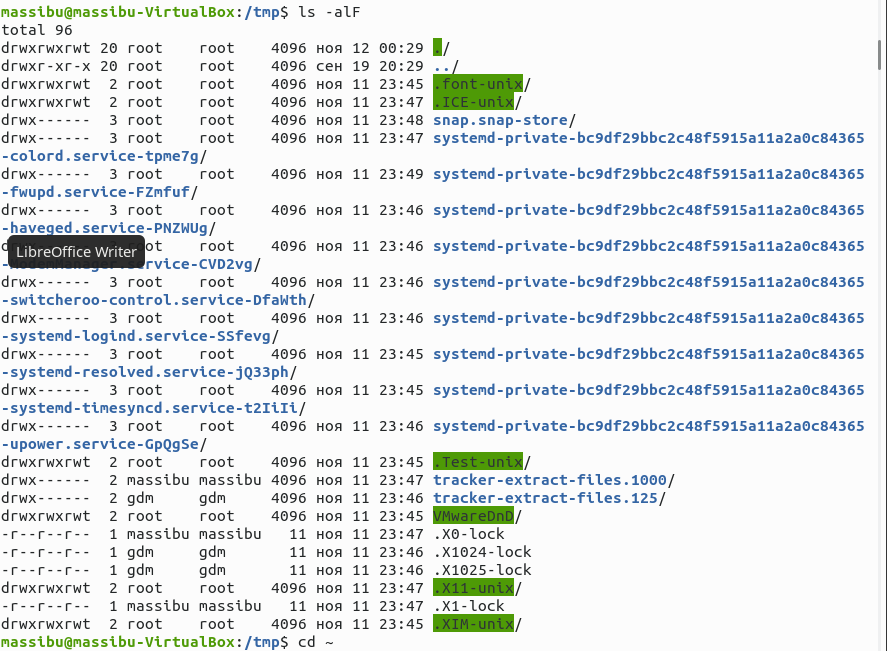 massibu@massibu-VirtualBox:/tmp$ ls -alF
total 96
drwxrwxrwt 20 root    root    4096 ноя 12 00:29 ./
drwxr-xr-x 20 root    root    4096 сен 19 20:29 ../
drwxrwxrwt  2 root    root    4096 ноя 11 23:45 .font-unix/
drwxrwxrwt  2 root    root    4096 ноя 11 23:47 .ICE-unix/
drwx------  3 root    root    4096 ноя 11 23:48 snap.snap-store/
drwx------  3 root    root    4096 ноя 11 23:47 systemd-private-bc9df29bbc2c48f5915a11a2a0c84365
-colord.service-tpme7g/
drwx------  3 root    root    4096 ноя 11 23:49 systemd-private-bc9df29bbc2c48f5915a11a2a0c84365
-fwupd.service-FZmfuf/
drwx------  3 root    root    4096 ноя 11 23:46 systemd-private-bc9df29bbc2c48f5915a11a2a0c84365
-haveged.service-PNZWUg/
drwx------  3 root    root    4096 ноя 11 23:46 systemd-private-bc9df29bbc2c48f5915a11a2a0c84365
LibreOffice Writer
-ModemManager.service-CVD2vg/
drwx------  3 root    root    4096 ноя 11 23:46 systemd-private-bc9df29bbc2c48f5915a11a2a0c84365
-switcheroo-control.service-DfaWth/
drwx------  3 root    root    4096 ноя 11 23:46 systemd-private-bc9df29bbc2c48f5915a11a2a0c84365
-systemd-logind.service-SSfevg/
drwx------  3 root    root    4096 ноя 11 23:45 systemd-private-bc9df29bbc2c48f5915a11a2a0c84365
-systemd-resolved.service-jQ33ph/
drwx------  3 root    root    4096 ноя 11 23:45 systemd-private-bc9df29bbc2c48f5915a11a2a0c84365
-systemd-timesyncd.service-t2IiIi/
drwx------  3 root    root    4096 ноя 11 23:46 systemd-private-bc9df29bbc2c48f5915a11a2a0c84365
-upower.service-GpQgSe/
drwxrwxrwt  2 root    root    4096 ноя 11 23:45 .Test-unix/
drwx------  2 massibu massibu 4096 ноя 11 23:47 tracker-extract-files.1000/
drwx------  2 gdm     gdm     4096 ноя 11 23:46 tracker-extract-files.125/
drwxrwxrwt  2 root    root    4096 ноя 11 23:45 VMwareDnD/
-r--r--r--  1 massibu massibu   11 ноя 11 23:47 .X0-lock
-r--r--r--  1 gdm     gdm       11 ноя 11 23:46 .X1024-lock
-r--r--r--  1 gdm     gdm       11 ноя 11 23:46 .X1025-lock
drwxrwxrwt  2 root    root    4096 ноя 11 23:47 .X11-unix/
-r--r--r--  1 massibu massibu   11 ноя 11 23:47 .X1-lock
drwxrwxrwt  2 root    root    4096 ноя 11 23:45 .XIM-unix/
massibu@massibu-VirtualBox:/tmp$ cd ~